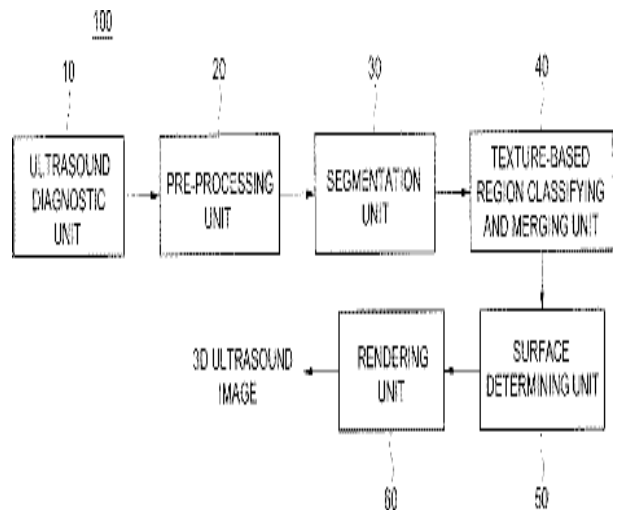 100
10
20
30
40
ULTRASOUND
DIAGNOSTIC
UNIT
PRE-PROCESSING
UNIT
SEGMENTATION
UNIT
TEXTURE-BASED
REGION CLASSIFYING
AND MERGING UNIT
3D ULTRASOUND
IMAGE
RENDERING
UNIT
SURFACE
DETERMINING UNIT
60
50